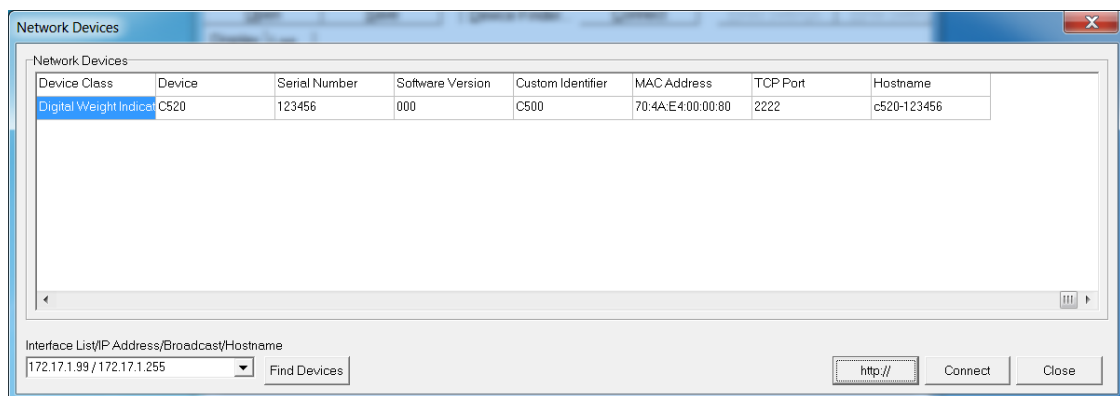 Network Devices
Network Devices
Device Class Device Serial Number Software Version Custom Identifier MAC Address TCP Port Hostname
Digital Weight Indicat C520 123456 000 C500 70:4A:E4:00:00:80 2222 c520-123456
Interface List/IP Address/Broadcast/Hostname
172.17.1.99 / 172.17.1.255 Find Devices http:// Connect Close